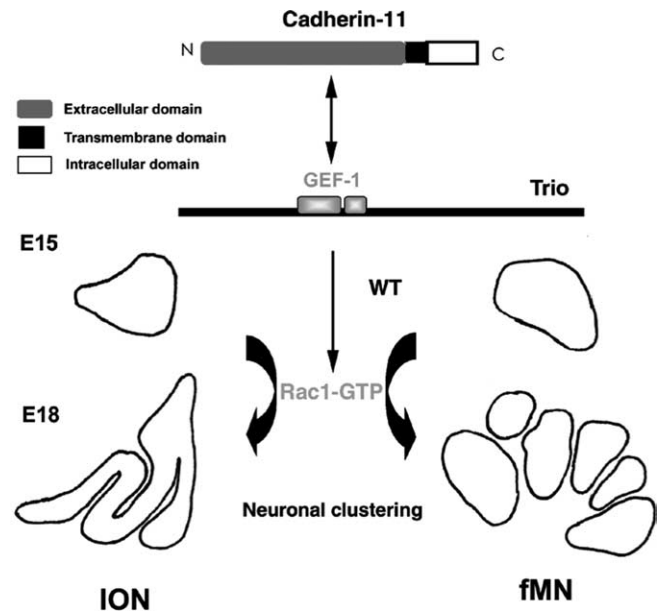 Cadherin-11
N
C
Extracellular domain
Transmembrane domain
Intracellular domain
GEF-1
Trio
E15
WT
Rac1-GTP
E18
Neuronal clustering
ION
fMN